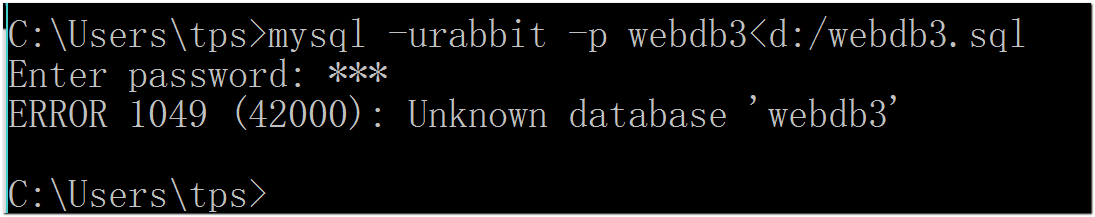 C:\Users\tps>mysql -urabbit -p webdb3<d:/webdb3.sql
Enter password: ***
ERROR 1049 (42000): Unknown database 'webdb3'
C:\Users\tps>